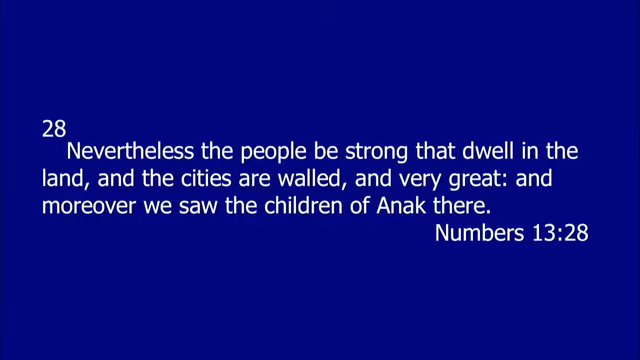 28
Nevertheless the people be strong that dwell in the
land, and the cities are walled, and very great: and
moreover we saw the children of Anak there.
Numbers 13:28